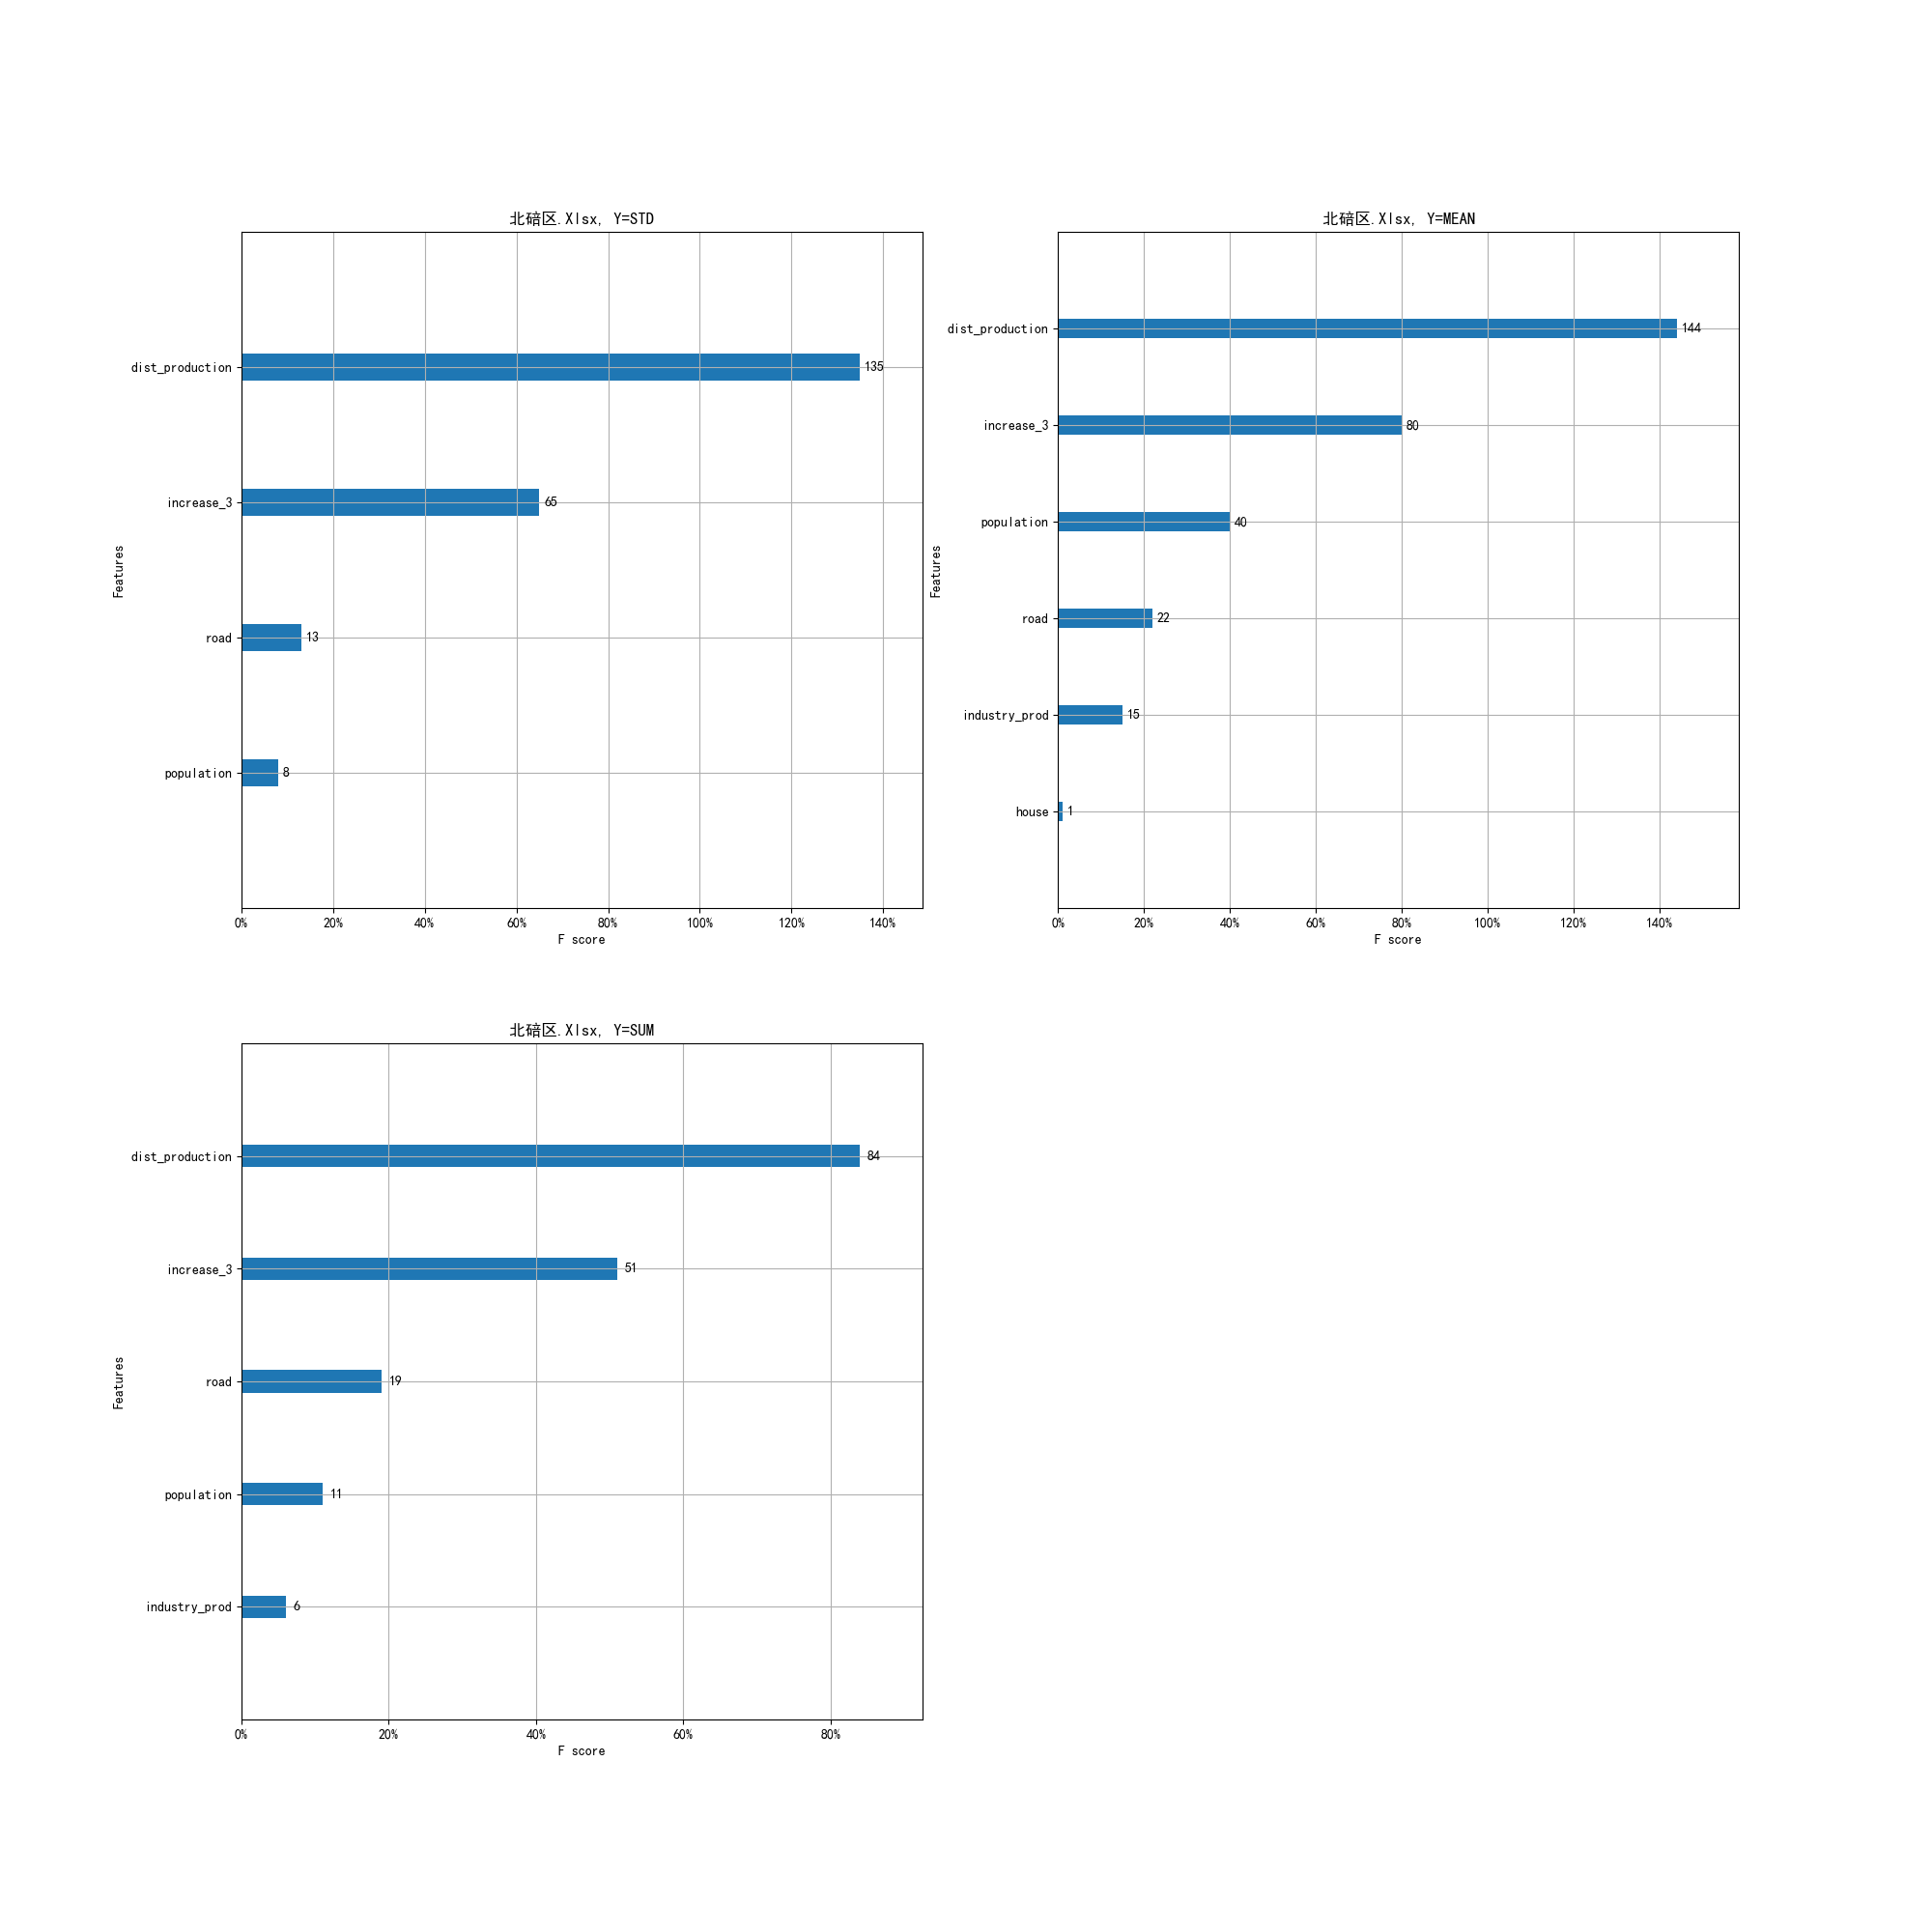 北碚区.Xlsx, Y=STD
Features
dist_production
135
increase_3
65
road
13
population
8
0% 20% 40% 60% 80% 100% 120% 140%
F score
北碚区.Xlsx, Y=MEAN
Features
dist_production
144
increase_3
80
population
40
road
22
industry_prod
15
house
1
0% 20% 40% 60% 80% 100% 120% 140%
F score
北碚区.Xlsx, Y=SUM
Features
dist_production
84
increase_3
51
road
19
population
11
industry_prod
6
0% 20% 40% 60% 80%
F score